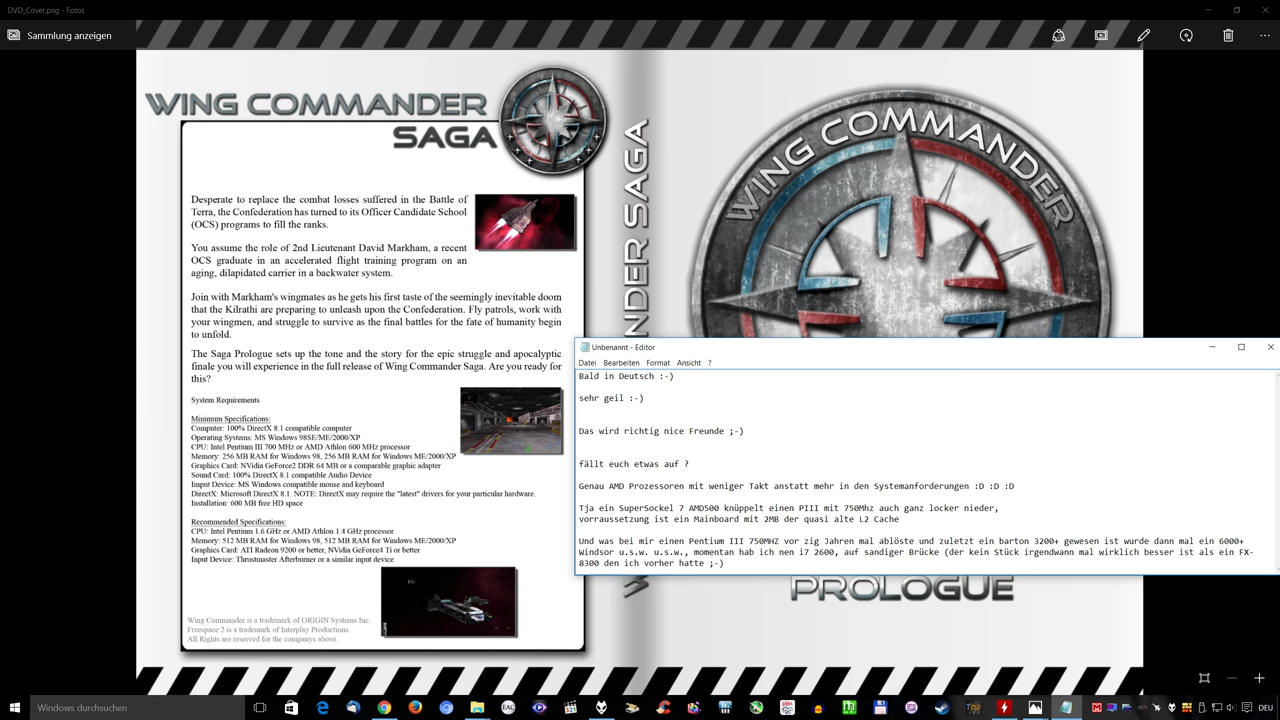 DVD_Cover.png - Fotos
Sammlung anzeigen
WING COMMANDER
SAGA
Desperate to replace the combat losses suffered in the Battle of
Terra, the Confederation has turned to its Officer Candidate School
(OCS) programs to fill the ranks.
You assume the role of 2nd Lieutenant David Markham, a recent
OCS graduate in an accelerated flight training program on an
aging, dilapidated carrier in a backwater system.
Join with Markham's wingmates as he gets his first taste of the seemingly inevitable doom
that the Kilrathi are preparing to unleash upon the Confederation. Fly patrols, work with
your wingmen, and struggle to survive as the final battles for the fate of humanity begin
to unfold.
The Saga Prologue sets up the tone and the story for the epic struggle and apocalyptic
finale you will experience in the full release of Wing Commander Saga. Are you ready for
this?
System Requirements
Minimum Specifications:
Computer: 100% DirectX 8.1 compatible computer
Operating Systems: MS Windows 98SE/ME/2000/XP
CPU: Intel Pentium III 700 MHz or AMD Athlon 600 MHz processor
Memory: 256 MB RAM for Windows 98, 256 MB RAM for Windows ME/2000/XP
Graphics Card: NVidia GeForce2 DDR 64 MB or a comparable graphic adapter
Sound Card: 100% DirectX 8.1 compatible Audio Device
Imput Device: MS Windows compatible mouse and keyboard
DirectX: Microsoft DirectX 8.1. NOTE: DirectX may require the "latest" drivers for your particular hardware.
Installation: 600 MB free HD space
Recommended Specifications:
CPU: Intel Pentium 1.6 GHz or AMD Athlon 1.4 GHz processor
Memory: 512 MB RAM for Windows 98, 512 MB RAM for Windows ME/2000/XP
Graphics Card: ATI Radeon 9200 or better, NVidia GeForce4 Ti or better
Input Device: Thrustmaster Afterburner or a similar input device
Wing Commander is a trademark of ORIGIN Systems Inc.
Freespace 2 is a trademark of Interplay Productions.
All Rights are reserved for the companys above.
NDER SAGA
WING COMMANDER
PROLOGUE
Unbenannt - Editor
Datei Bearbeiten Format Ansicht ?
Bald in Deutsch :-)
sehr geil :-)
Das wird richtig nice Freunde ;-)
fällt euch etwas auf ?
Genau AMD Prozessoren mit weniger Takt anstatt mehr in den Systemanforderungen :D :D :D
Tja ein SuperSockel 7 AMD500 knüppelt einen PIII mit 750Mhz auch ganz locker nieder,
vorraussetzung ist ein Mainboard mit 2MB der quasi alte L2 Cache
Und was bei mir einen Pentium III 750MHZ vor zig Jahren mal ablöste und zuletzt ein barton 3200+ gewesen ist wurde dann mal ein 6000+
Windsor u.s.w. u.s.w., momentan hab ich nen i7 2600, auf sandiger Brücke (der kein Stück irgendwann mal wirklich besser ist als ein FX-
8300 den ich vorher hatte ;-)
Windows durchsuchen
EAC
321
DEU